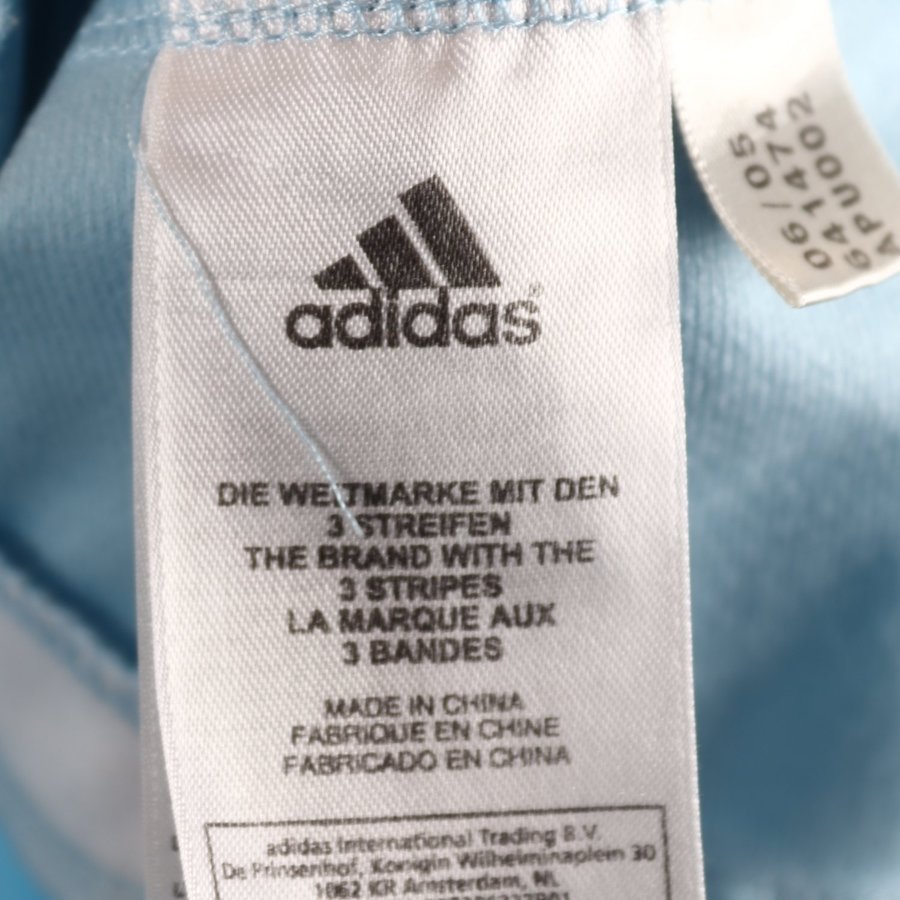 adidas®
DIE WELTMARKE MIT DEN
3 STREIFEN
THE BRAND WITH THE
3 STRIPES
LA MARQUE AUX
3 BANDES
MADE IN CHINA
FABRIQUE EN CHINE
FABRICADO EN CHINA
adidas International Trading B.V.
De Prinsenhof, Konigin Wilhelminaplein 30
1062 KR Amsterdam, NL
06/05
641474
APU002